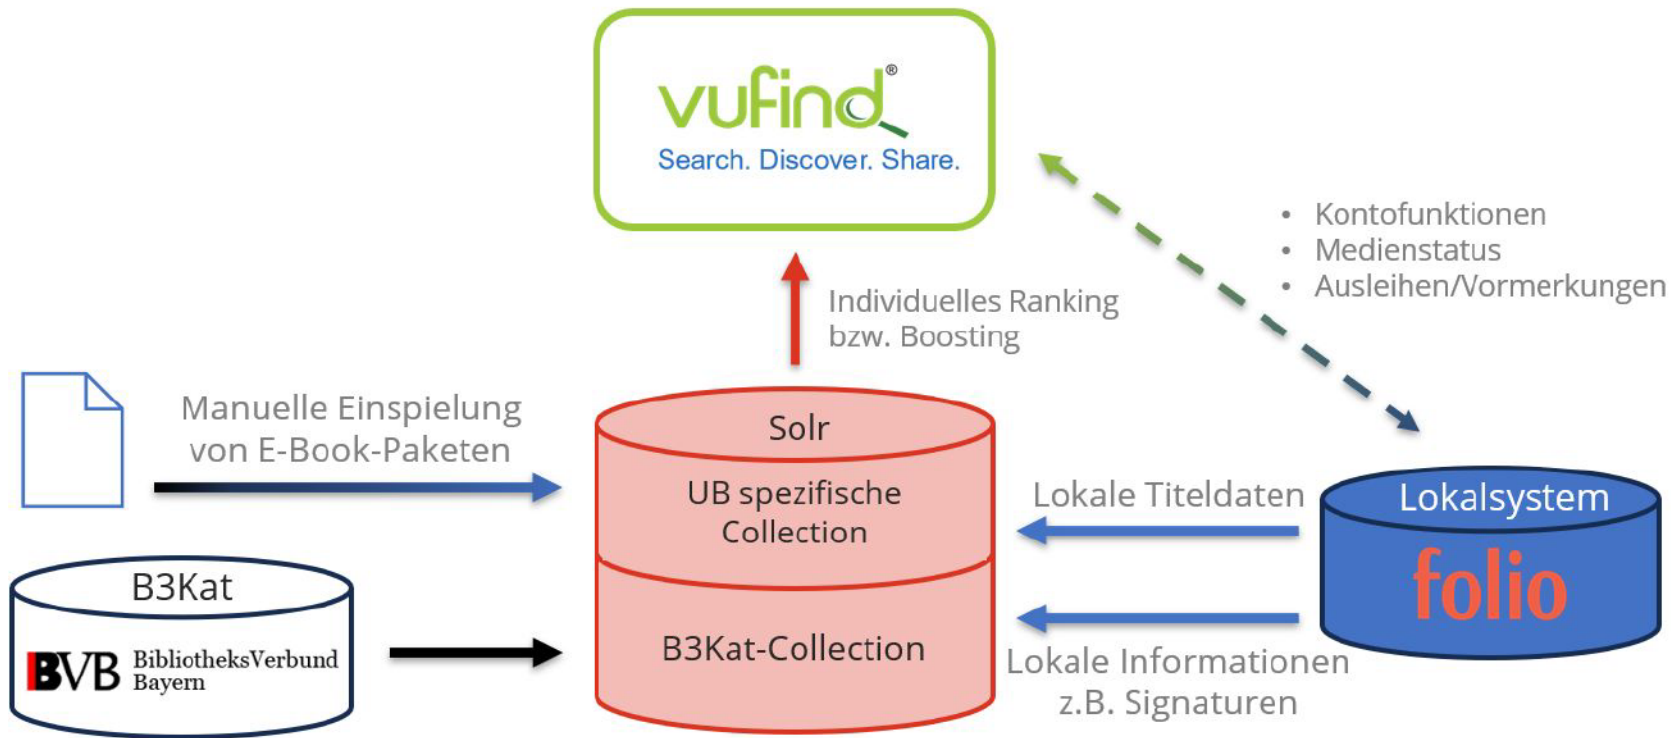 vufind®
Search. Discover. Share.
• Kontofunktionen
• Medienstatus
• Ausleihen/Vormerkungen
Individuelles Ranking
bzw. Boosting
Manuelle Einspielung
von E-Book-Paketen
Solr
UB spezifische
Collection
B3Kat-Collection
Lokale Titeldaten
Lokale Informationen
z.B. Signaturen
Lokalsystem
folio
B3Kat
BVB BibliotheksVerbund
Bayern